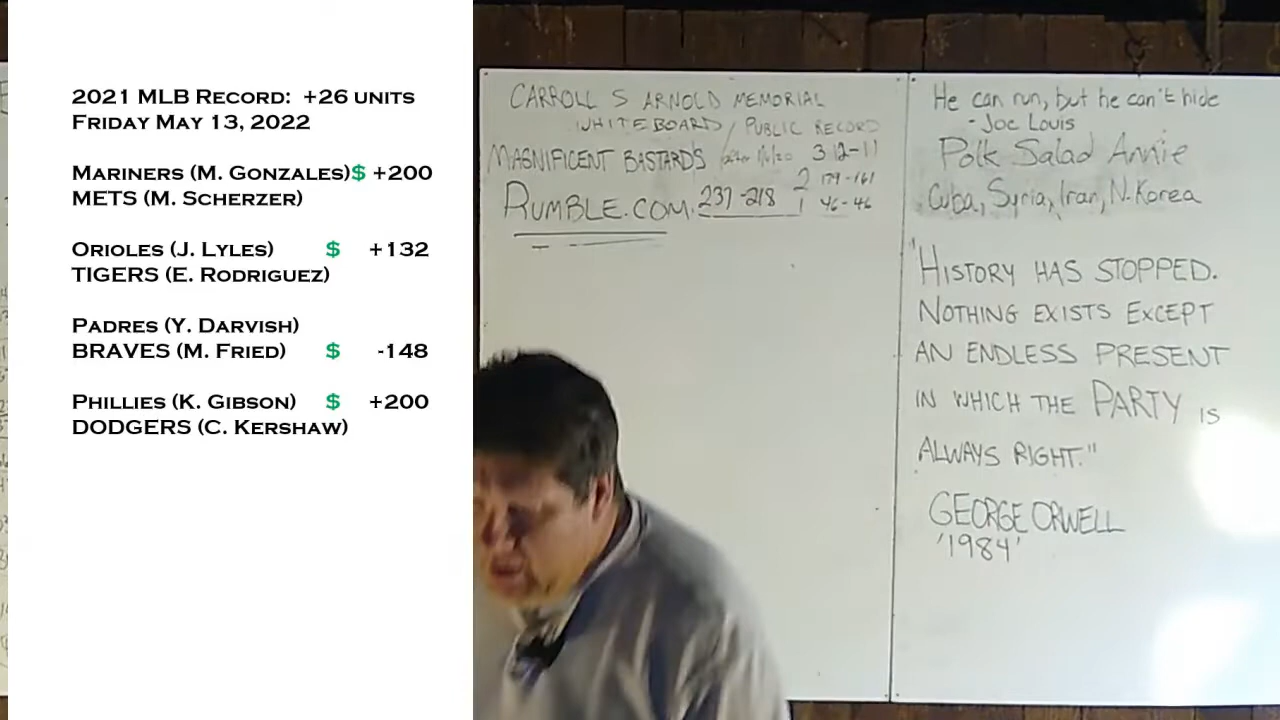 2021 MLB RECORD: +26 UNITS
FRIDAY MAY 13, 2022
MARINERS (M. GONZALES)$ +200
METS (M. SCHERZER)
ORIOLES (J. LYLES) $ +132
TIGERS (E. RODRIGUEZ)
PADRES (Y. DARVISH)
BRAVES (M. FRIED) $ -148
PHILLIES (K. GIBSON) $ +200
DODGERS (C. KERSHAW)
CARROLL S ARNOLD MEMORIAL
WHITEBOARD / PUBLIC RECORD
MAGNIFICENT BASTARDS 3 12-11
2 179-161
RUMBLE.COM. 237-218 1 46-46
He can run, but he can't hide
- Joe Louis
Polk Salad Annie
Cuba, Syria, Iran, N. Korea
"HISTORY HAS STOPPED.
NOTHING EXISTS EXCEPT
AN ENDLESS PRESENT
IN WHICH THE PARTY IS
ALWAYS RIGHT."
GEORGE ORWELL
'1984'